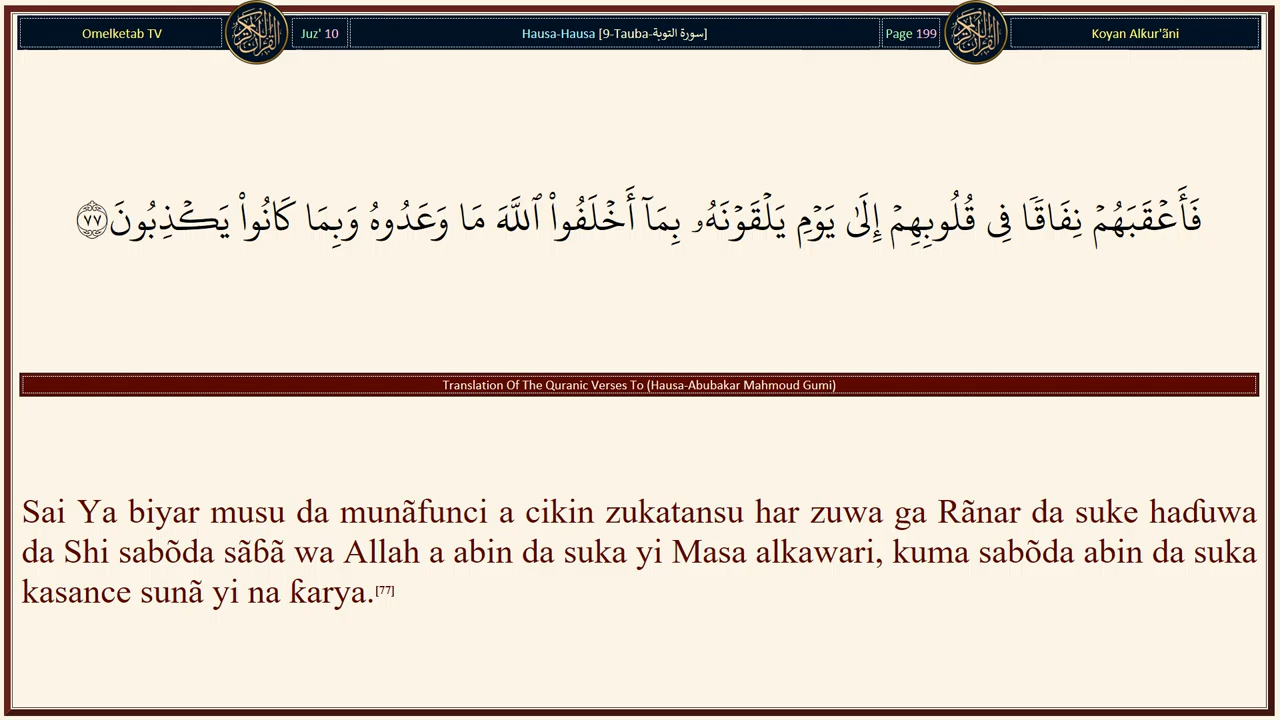 Omelketab TV
Juz' 10
Hausa-Hausa [9-Tauba-سورة التوبة]
Page 199
Koyan Alƙur'ãni
فَأَعۡقَبَهُمۡ نِفَاقٗا فِي قُلُوبِهِمۡ إِلَىٰ يَوۡمِ يَلۡقَوۡنَهُۥ بِمَآ أَخۡلَفُواْ ٱللَّهَ مَا وَعَدُوهُ وَبِمَا كَانُواْ يَكۡذِبُونَ ٧٧
Translation Of The Quranic Verses To (Hausa-Abubakar Mahmoud Gumi)
Sai Ya biyar musu da munãfunci a cikin zukatansu har zuwa ga Rãnar da suke haɗuwa
da Shi sabõda sãɓã wa Allah a abin da suka yi Masa alkawari, kuma sabõda abin da suka
kasance sunã yi na ƙarya.[77]